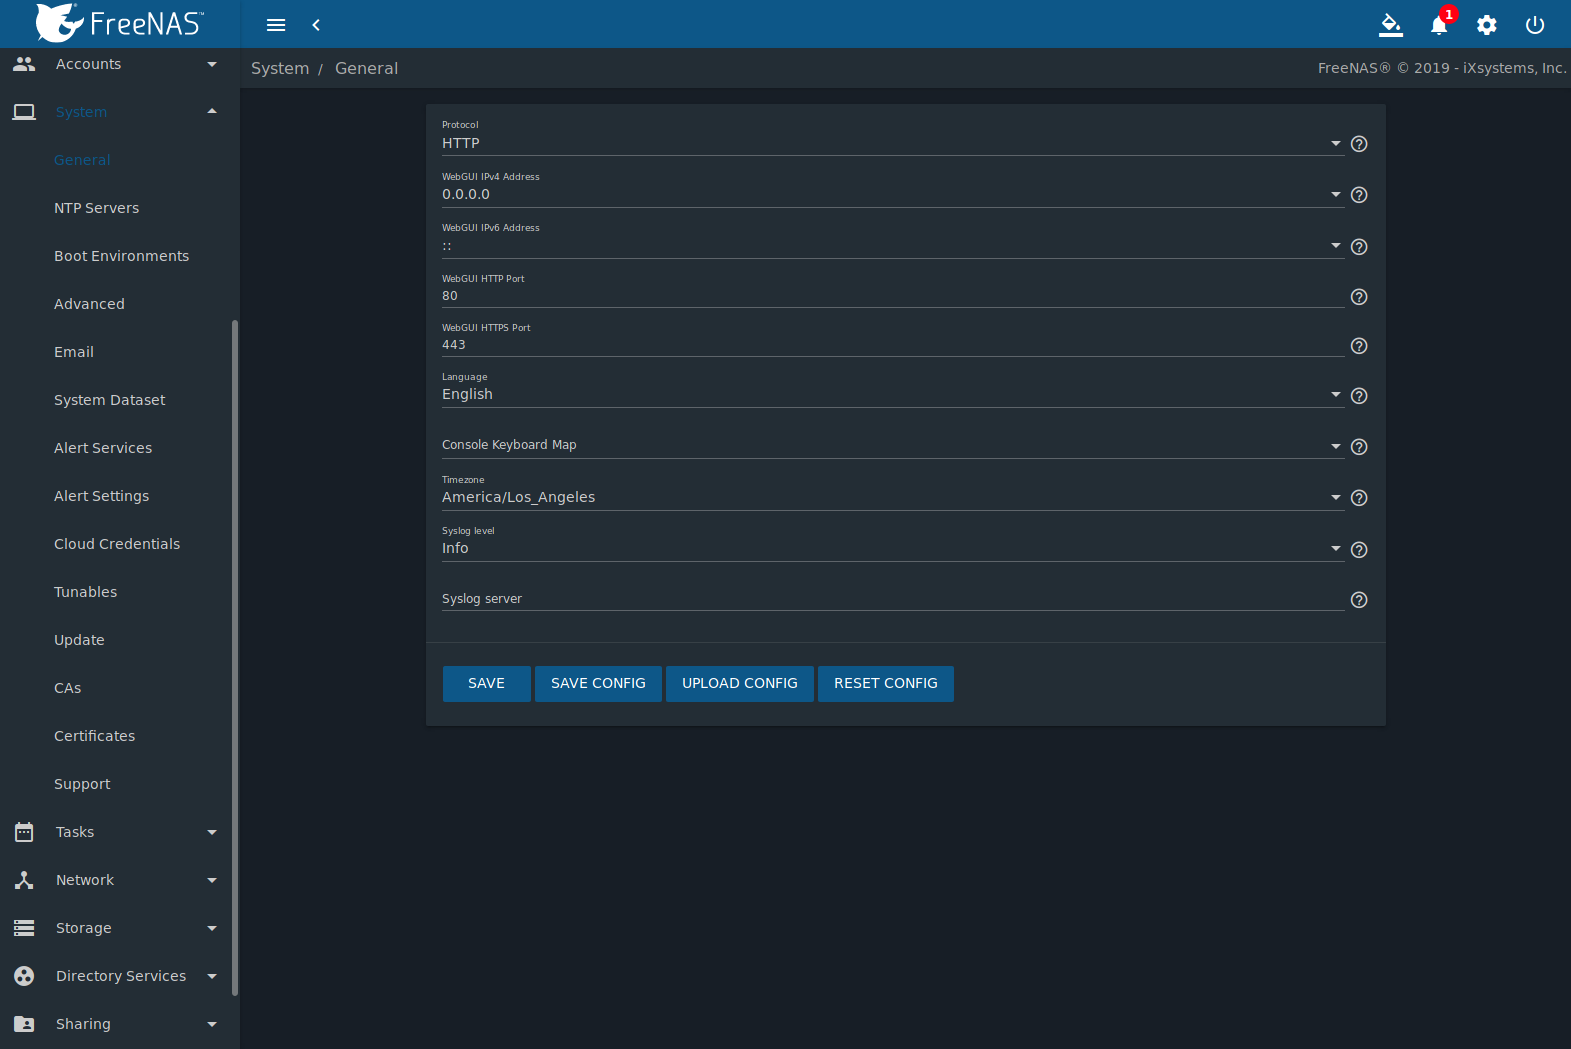 FreeNAS™
1
Accounts
System
General
NTP Servers
Boot Environments
Advanced
Email
System Dataset
Alert Services
Alert Settings
Cloud Credentials
Tunables
Update
CAs
Certificates
Support
Tasks
Network
Storage
Directory Services
Sharing
System / General
FreeNAS® © 2019 - iXsystems, Inc.
Protocol
HTTP
WebGUI IPv4 Address
0.0.0.0
WebGUI IPv6 Address
::
WebGUI HTTP Port
80
WebGUI HTTPS Port
443
Language
English
Console Keyboard Map
Timezone
America/Los_Angeles
Syslog level
Info
Syslog server
SAVE SAVE CONFIG UPLOAD CONFIG RESET CONFIG